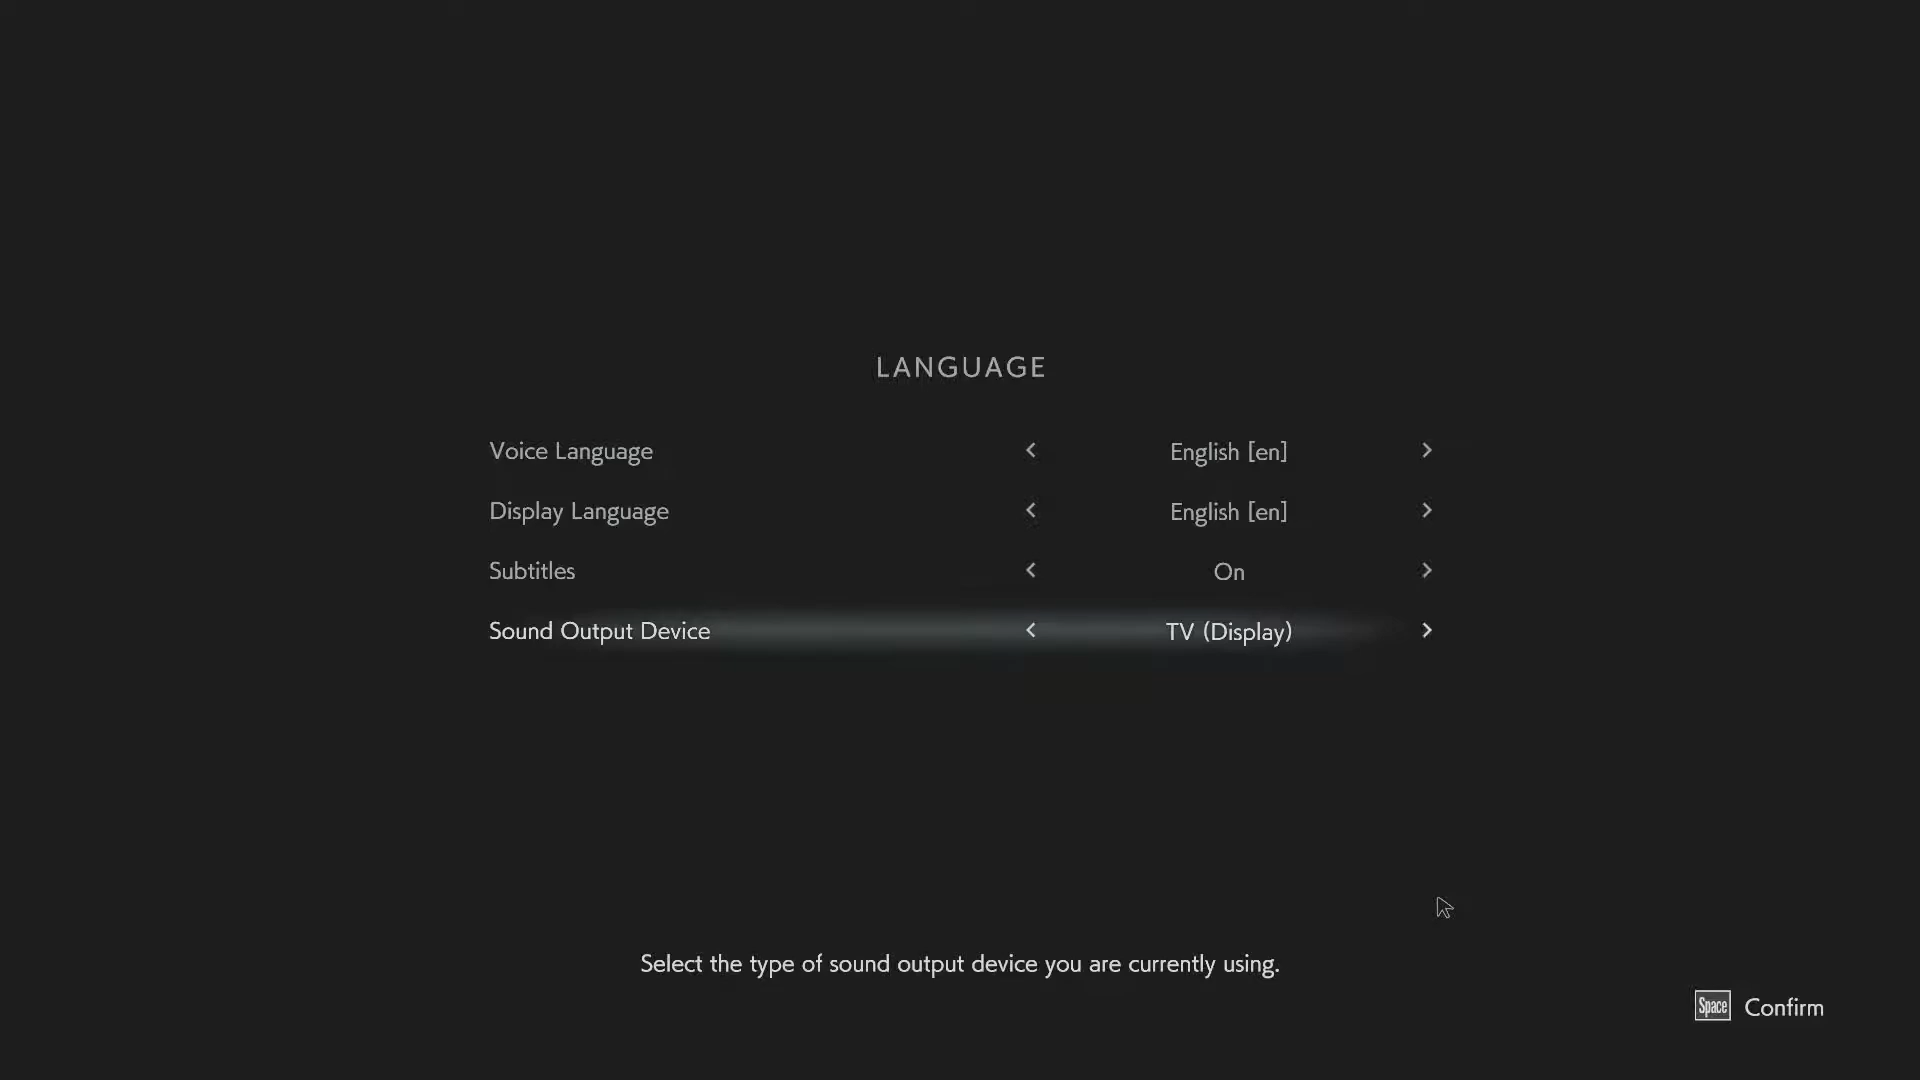 LANGUAGE
Voice Language < English [en] >
Display Language < English [en] >
Subtitles < On >
Sound Output Device < TV (Display) >
Select the type of sound output device you are currently using.
Space Confirm